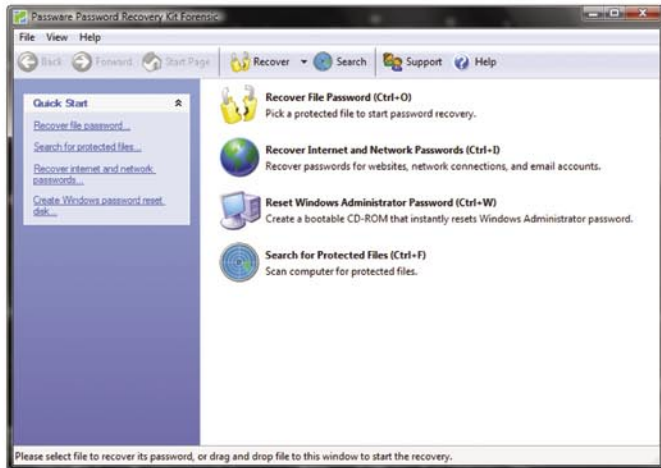 Passware Password Recovery Kit Forensic
File View Help
Back Forward Start Page Recover Search Support Help
Quick Start
Recover file password...
Search for protected files...
Recover internet and network
passwords...
Create Windows password reset
disk...
Recover File Password (Ctrl+O)
Pick a protected file to start password recovery.
Recover Internet and Network Passwords (Ctrl+I)
Recover passwords for websites, network connections, and email accounts.
Reset Windows Administrator Password (Ctrl+W)
Create a bootable CD-ROM that instantly resets Windows Administrator password.
Search for Protected Files (Ctrl+F)
Scan computer for protected files.
Please select file to recover its password, or drag and drop file to this window to start the recovery.